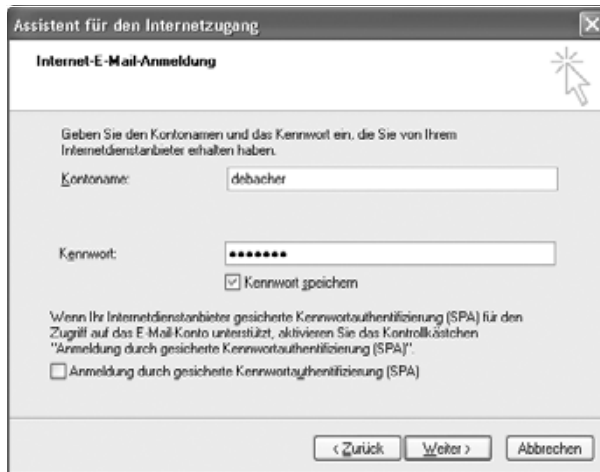 Assistent für den Internetzugang
Internet-E-Mail-Anmeldung
Geben Sie den Kontonamen und das Kennwort ein, die Sie von Ihrem
Internetdienstanbieter erhalten haben.
Kontoname: debacher
Kennwort: •••••••
Kennwort speichern
Wenn Ihr Internetdienstanbieter gesicherte Kennwortauthentifizierung (SPA) für den
Zugriff auf das E-Mail-Konto unterstützt, aktivieren Sie das Kontrollkästchen
"Anmeldung durch gesicherte Kennwortauthentifizierung (SPA)".
Anmeldung durch gesicherte Kennwortauthentifizierung (SPA)
< Zurück Weiter > Abbrechen